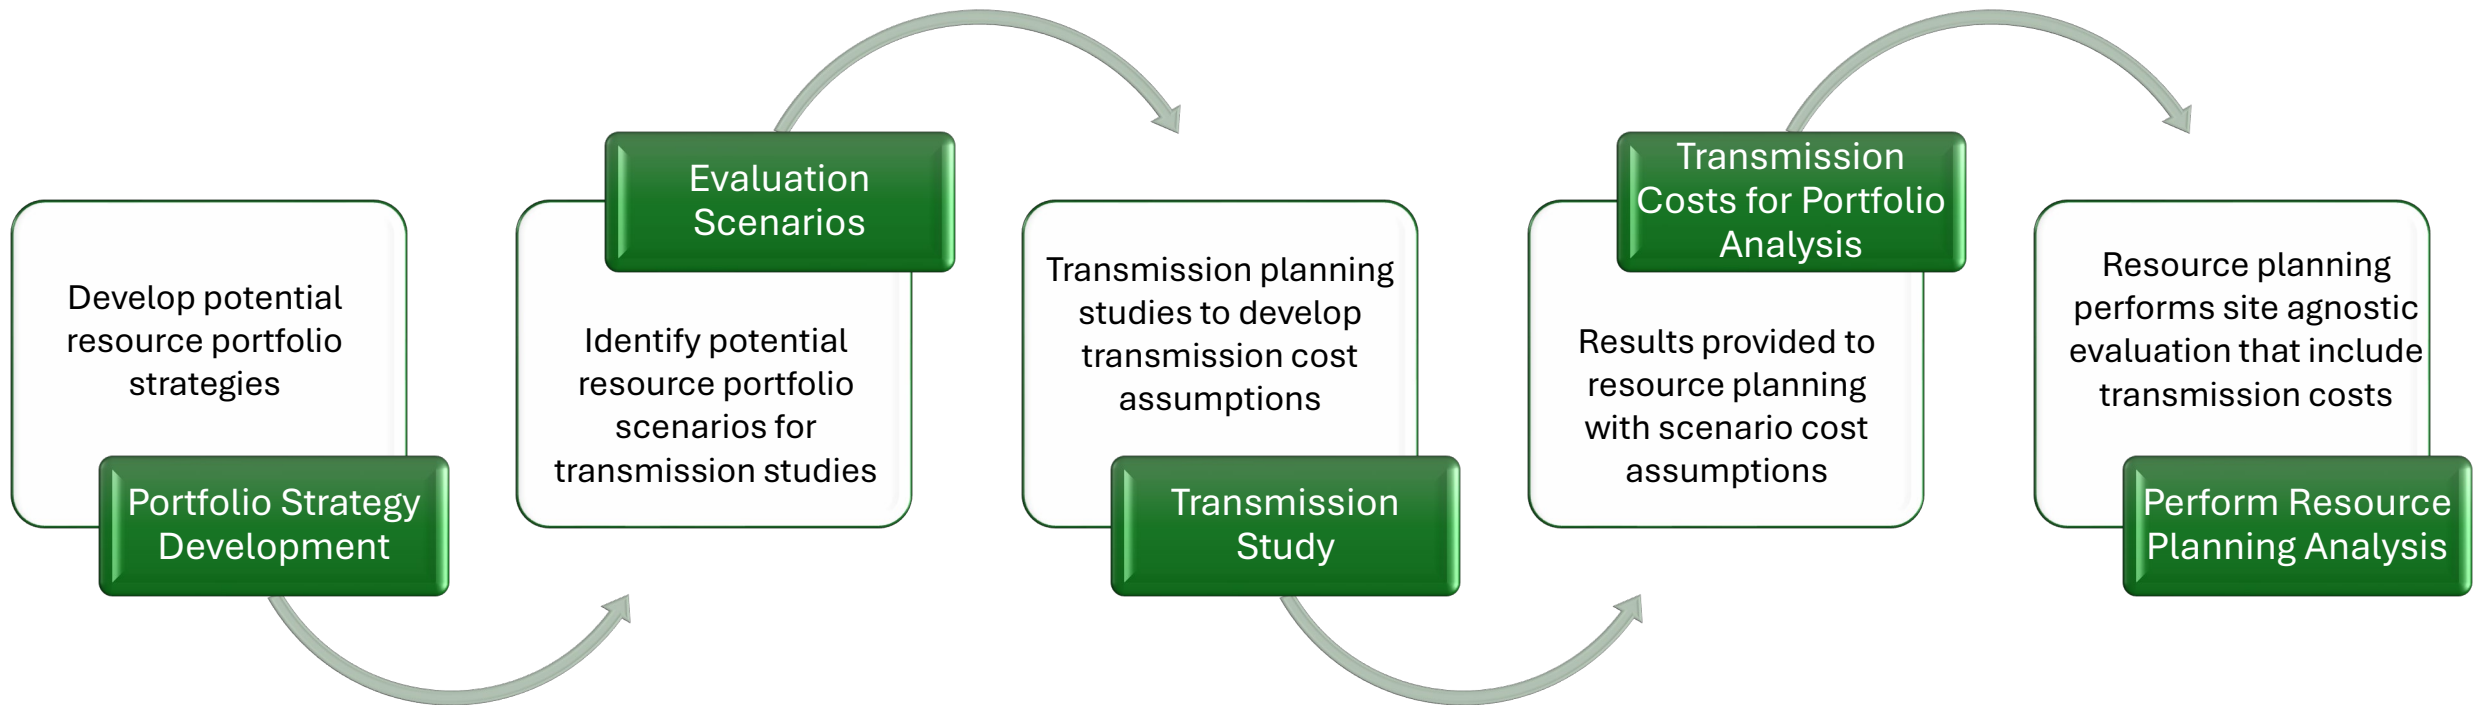 Develop potential
resource portfolio
strategies
Portfolio Strategy
Development
Evaluation
Scenarios
Identify potential
resource portfolio
scenarios for
transmission studies
Transmission planning
studies to develop
transmission cost
assumptions
Transmission
Study
Transmission
Costs for Portfolio
Analysis
Results provided to
resource planning
with scenario cost
assumptions
Resource planning
performs site agnostic
evaluation that include
transmission costs
Perform Resource
Planning Analysis